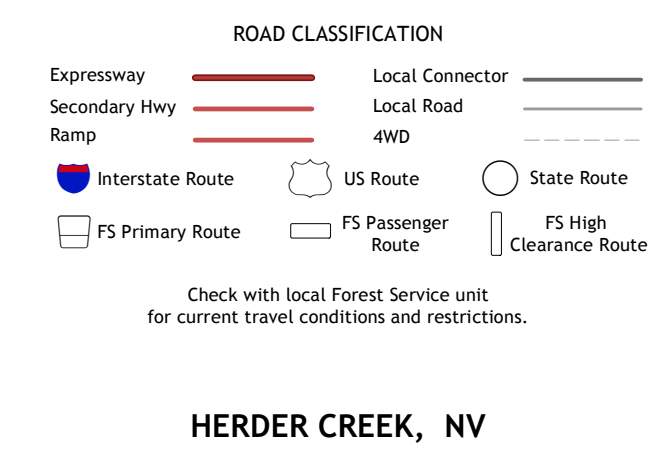 ROAD CLASSIFICATION
Expressway
Local Connector
Secondary Hwy
Local Road
Ramp
4WD
Interstate Route
US Route
State Route
FS Primary Route
FS Passenger
Route
FS High
Clearance Route
Check with local Forest Service unit
for current travel conditions and restrictions.
HERDER CREEK, NV